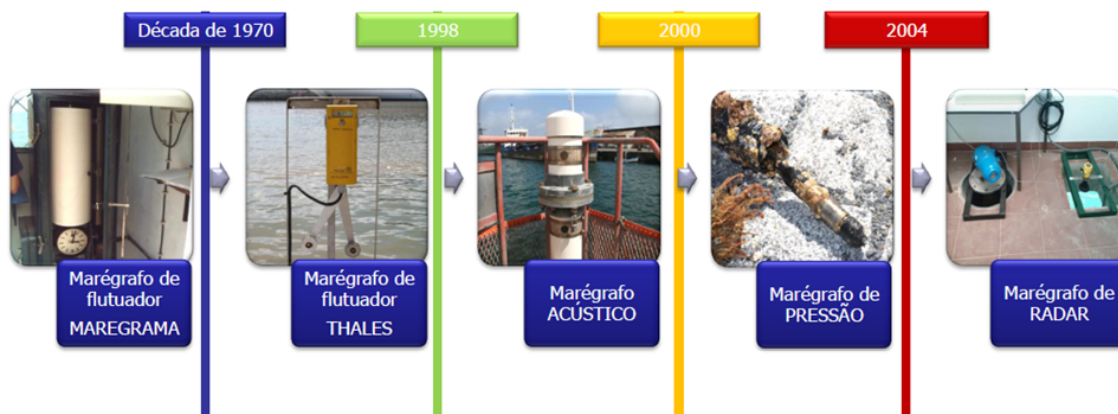 Década de 1970
1998
2000
2004
Marégrafo de
flutuador
MAREGRAMA
Marégrafo de
flutuador
THALES
Marégrafo
ACÚSTICO
Marégrafo de
PRESSÃO
Marégrafo de
RADAR